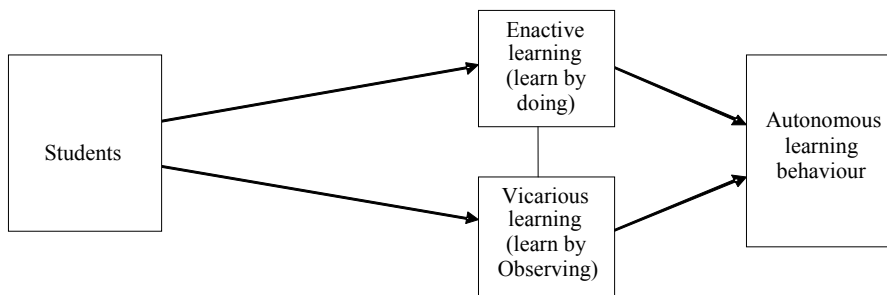 Students
Enactive
learning
(learn by
doing)
Vicarious
learning
(learn by
Observing)
Autonomous
learning
behaviour